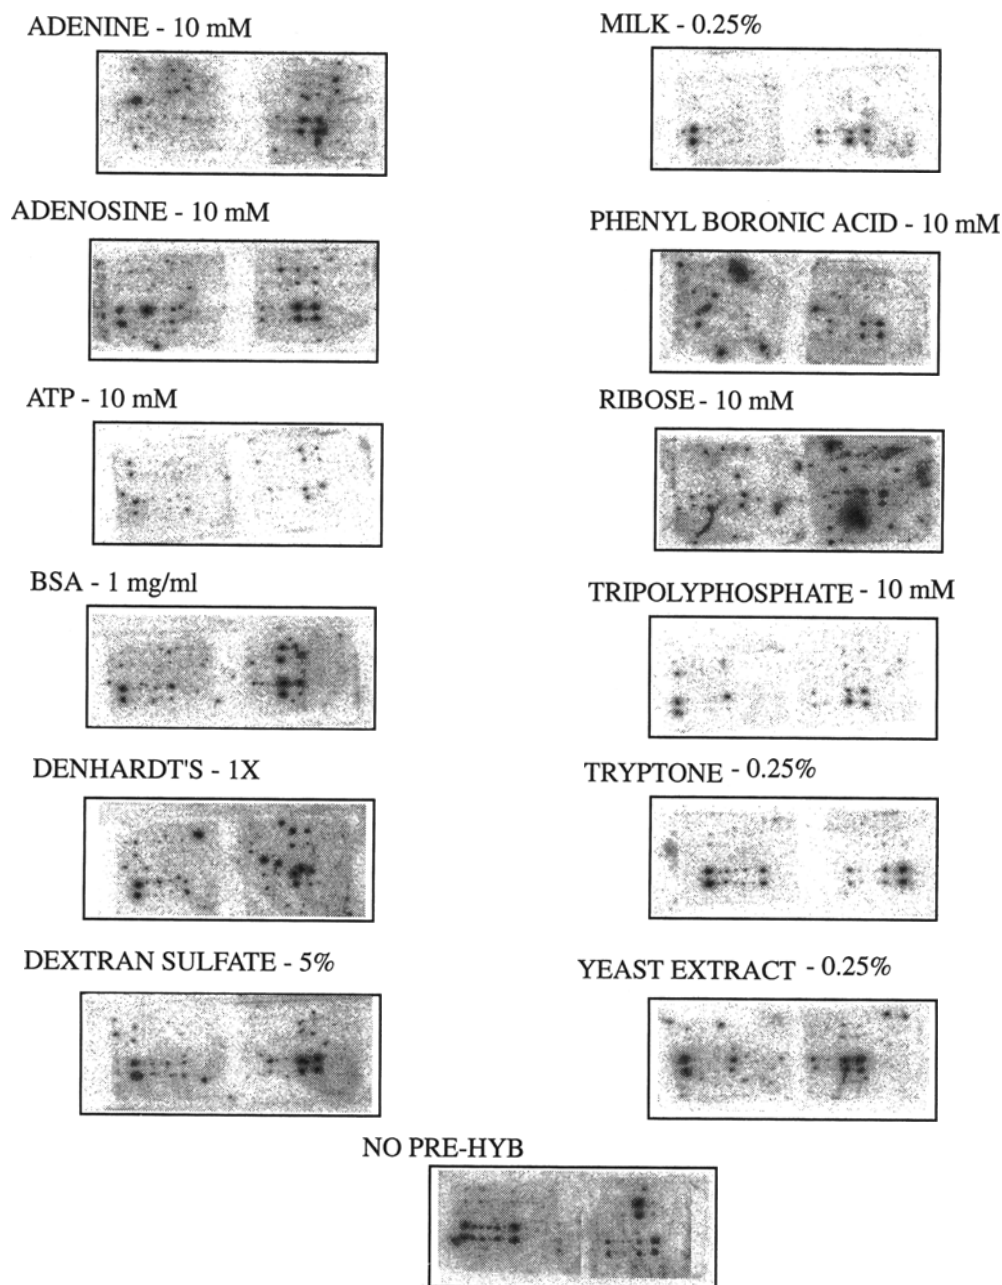 ADENINE - 10 mM
MILK - 0.25%
ADENOSINE - 10 mM
PHENYL BORONIC ACID - 10 mM
ATP - 10 mM
RIBOSE - 10 mM
BSA - 1 mg/ml
TRIPOLYPHOSPHATE - 10 mM
DENHARDT'S - 1X
TRYPTONE - 0.25%
DEXTRAN SULFATE - 5%
YEAST EXTRACT - 0.25%
NO PRE-HYB